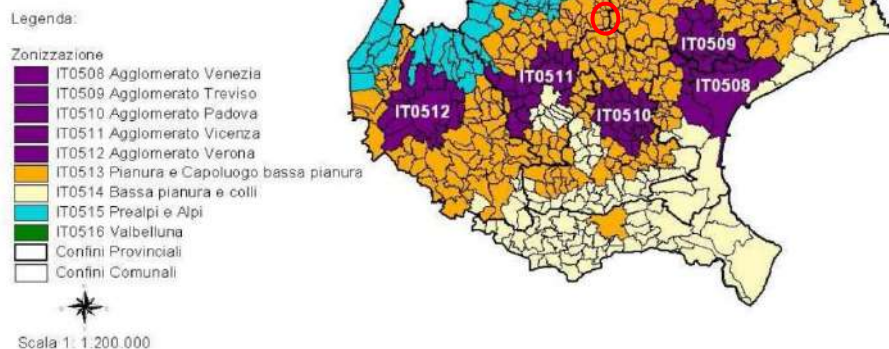 Legenda:
Zonizzazione
IT0508 Agglomerato Venezia
IT0509 Agglomerato Treviso
IT0510 Agglomerato Padova
IT0511 Agglomerato Vicenza
IT0512 Agglomerato Verona
IT0513 Pianura e Capoluogo bassa pianura
IT0514 Bassa pianura e colli
IT0515 Prealpi e Alpi
IT0516 Valbelluna
Confini Provinciali
Confini Comunali
Scala 1: 1.200.000
IT0509
IT0511
IT0508
IT0512
IT0510